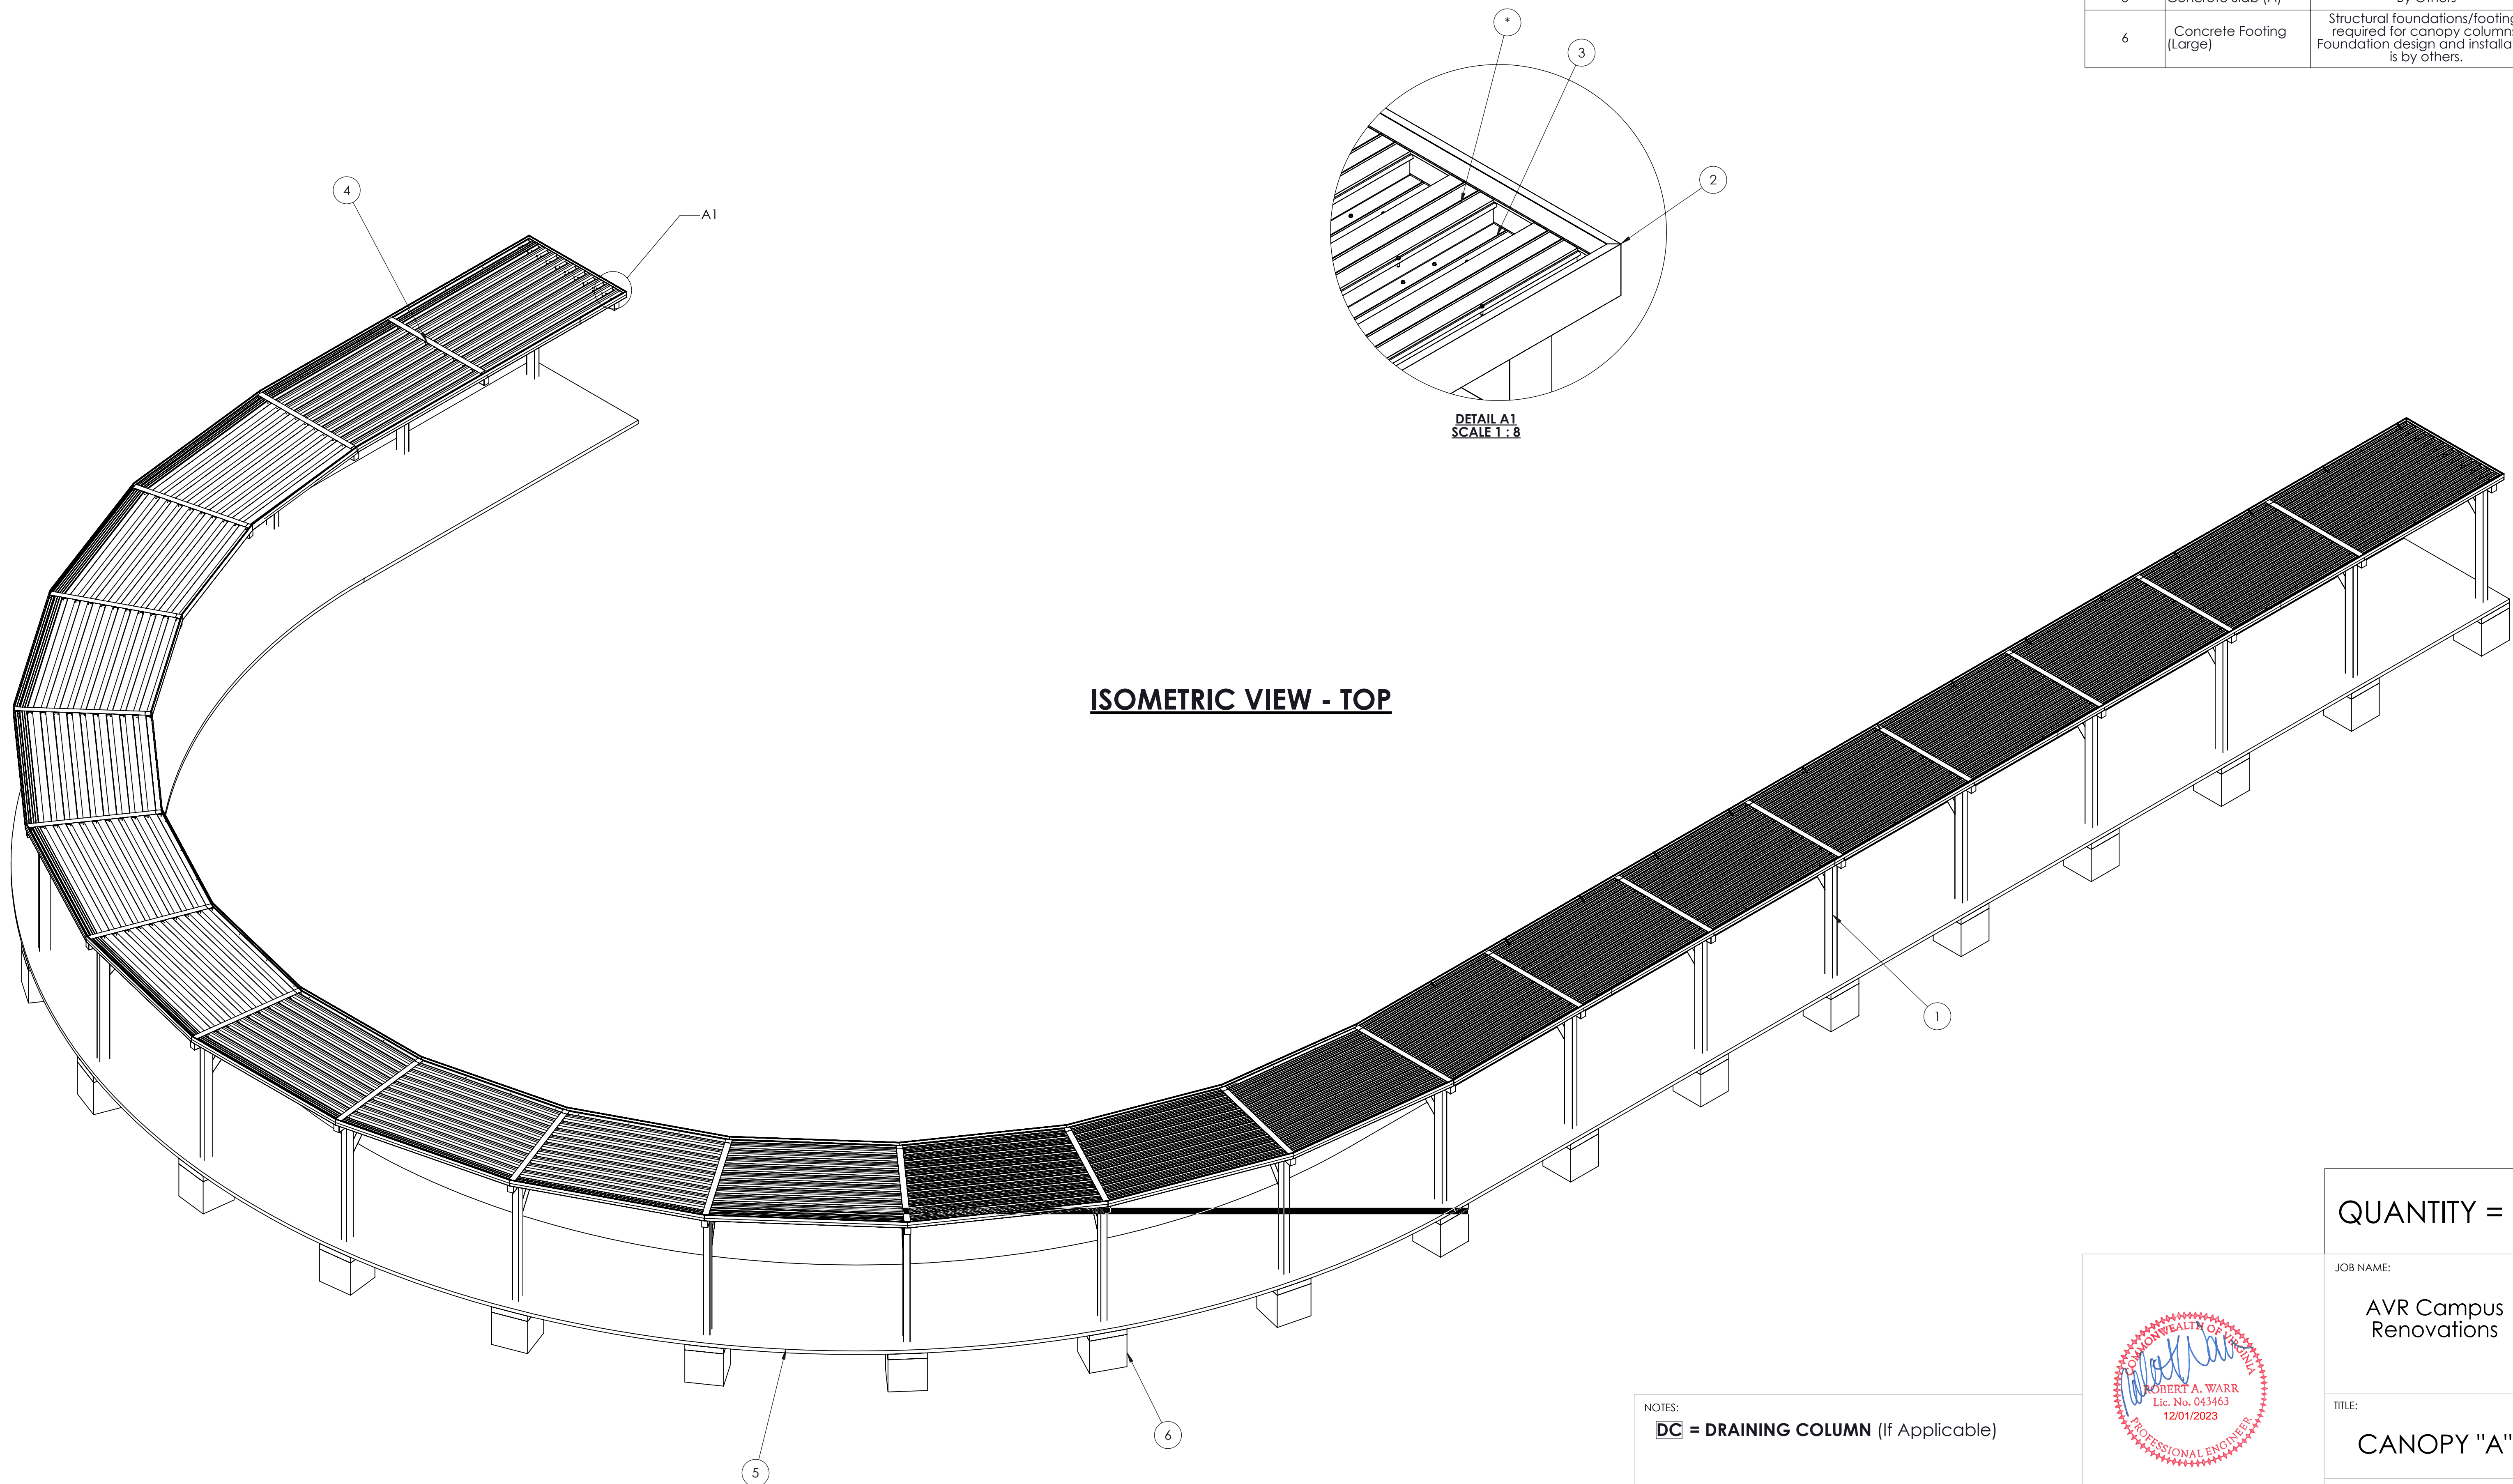 By Others
6
Concrete Footing
(Large)
Structural foundations/footing
required for canopy column
Foundation design and installa
is by others.
*
3
2
4
A1
DETAIL A1
SCALE 1 : 8
ISOMETRIC VIEW - TOP
1
6
5
NOTES:
DC = DRAINING COLUMN (If Applicable)
COMMONWEALTH OF VIRGINIA
ROBERT A. WARR
Lic. No. 043463
12/01/2023
PROFESSIONAL ENGINEER
QUANTITY =
JOB NAME:
AVR Campus
Renovations
TITLE:
CANOPY "A"